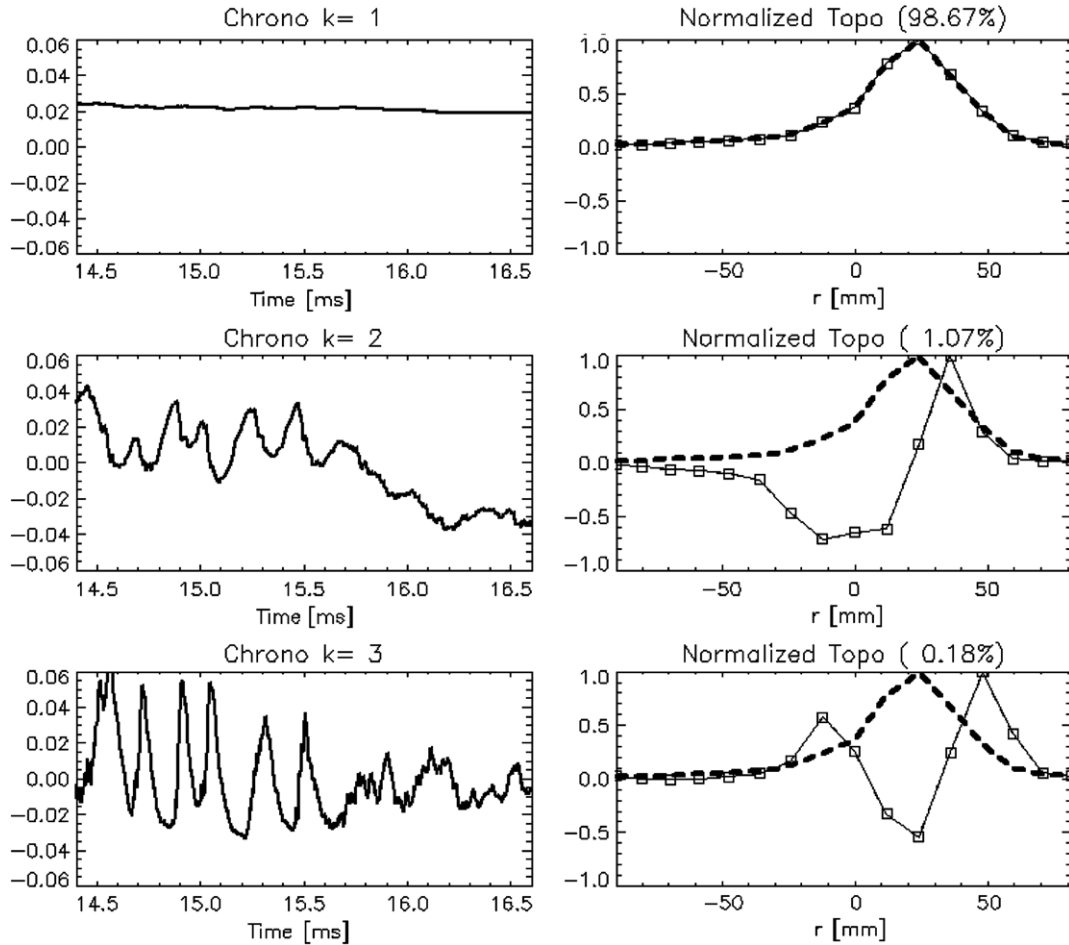 Chrono k= 1
0.06
0.04
0.02
0.00
−0.02
−0.04
−0.06
14.5 15.0 15.5 16.0 16.5
Time [ms]
Normalized Topo (98.67%)
1.0
0.5
0.0
−0.5
−1.0
−50 0 50
r [mm]
Chrono k= 2
0.06
0.04
0.02
0.00
−0.02
−0.04
−0.06
14.5 15.0 15.5 16.0 16.5
Time [ms]
Normalized Topo ( 1.07%)
1.0
0.5
0.0
−0.5
−1.0
−50 0 50
r [mm]
Chrono k= 3
0.06
0.04
0.02
0.00
−0.02
−0.04
−0.06
14.5 15.0 15.5 16.0 16.5
Time [ms]
Normalized Topo ( 0.18%)
1.0
0.5
0.0
−0.5
−1.0
−50 0 50
r [mm]